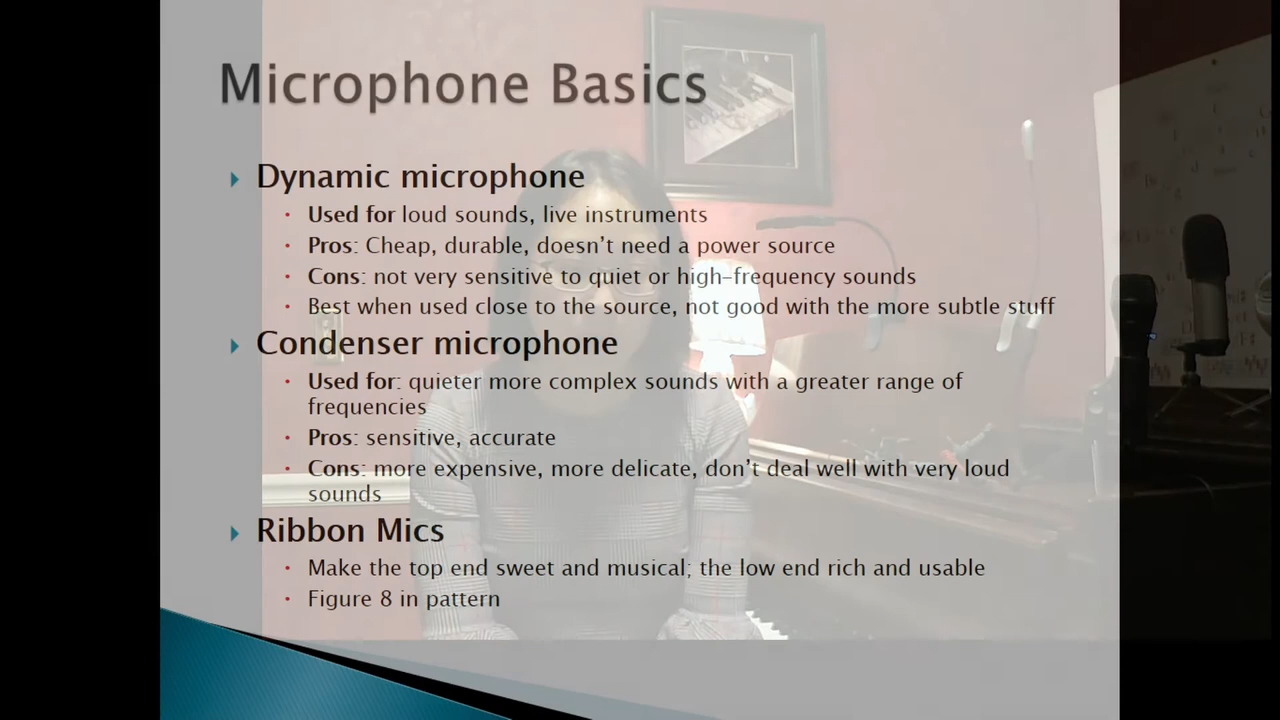 Microphone Basics
Dynamic microphone
Used for loud sounds, live instruments
Pros: Cheap, durable, doesn't need a power source
Cons: not very sensitive to quiet or high-frequency sounds
Best when used close to the source, not good with the more subtle stuff
Condenser microphone
Used for: quieter more complex sounds with a greater range of
frequencies
Pros: sensitive, accurate
Cons: more expensive, more delicate, don't deal well with very loud
sounds
Ribbon Mics
Make the top end sweet and musical; the low end rich and usable
Figure 8 in pattern